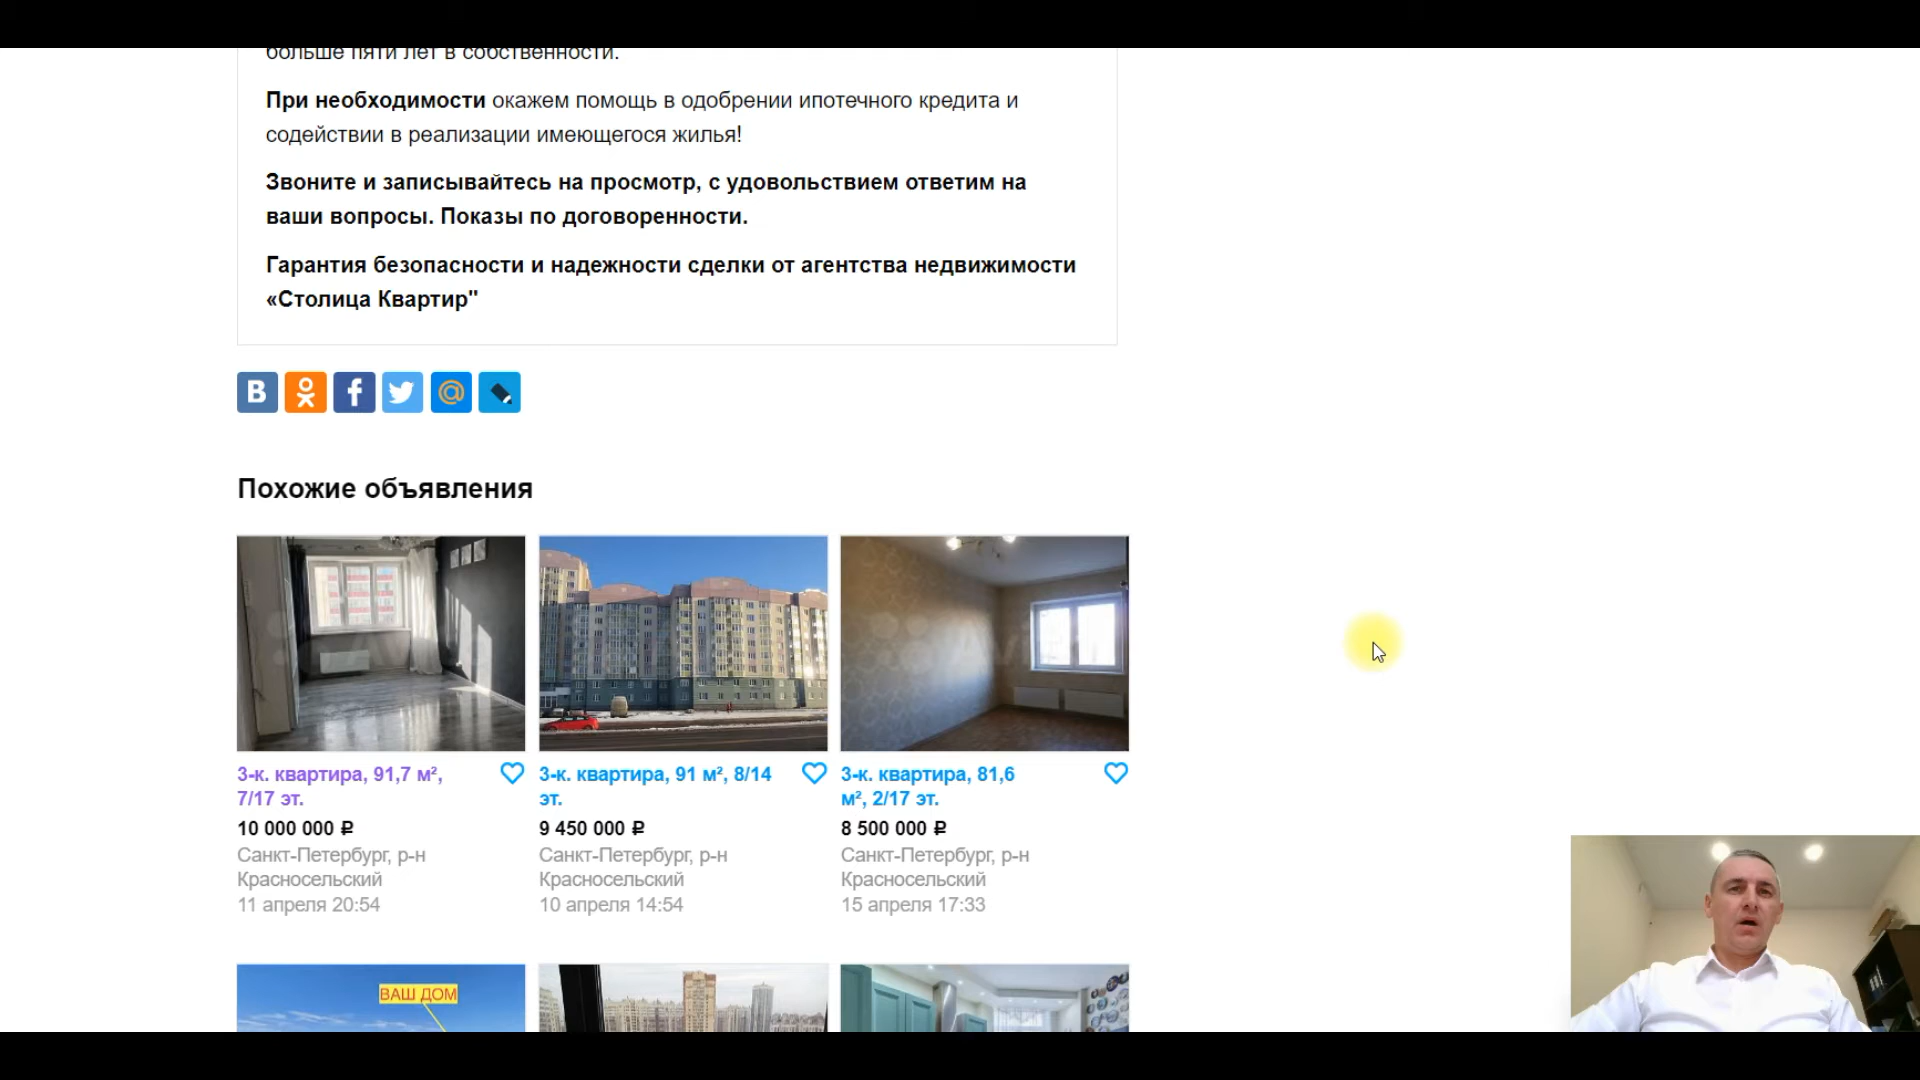 больше пяти лет в собственности.
При необходимости окажем помощь в одобрении ипотечного кредита и
содействии в реализации имеющегося жилья!
Звоните и записывайтесь на просмотр, с удовольствием ответим на
ваши вопросы. Показы по договоренности.
Гарантия безопасности и надежности сделки от агентства недвижимости
«Столица Квартир"
Похожие объявления
3-к. квартира, 91,7 м²,
7/17 эт.
10 000 000 ₽
Санкт-Петербург, р-н
Красносельский
11 апреля 20:54
3-к. квартира, 91 м², 8/14
эт.
9 450 000 ₽
Санкт-Петербург, р-н
Красносельский
10 апреля 14:54
3-к. квартира, 81,6
м², 2/17 эт.
8 500 000 ₽
Санкт-Петербург, р-н
Красносельский
15 апреля 17:33
ВАШ ДОМ